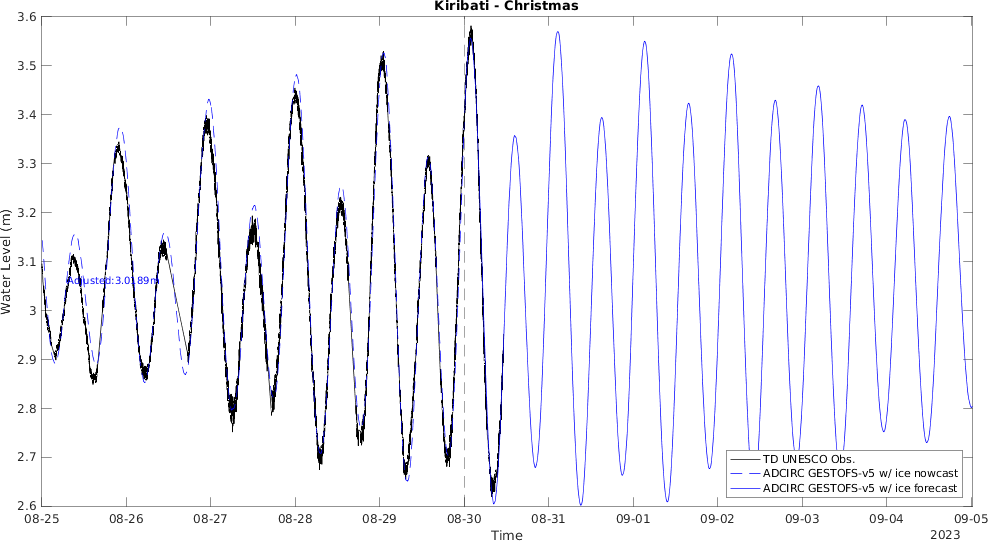 Kiribati - Christmas
3.6
3.5
3.4
3.3
3.2
3.1
3
2.9
2.8
2.7
2.6
Water Level (m)
Adjusted:3.0189m
TD UNESCO Obs.
ADCIRC GESTOFS-v5 w/ ice nowcast
ADCIRC GESTOFS-v5 w/ ice forecast
08-25 08-26 08-27 08-28 08-29 08-30 08-31 09-01 09-02 09-03 09-04 09-05
Time
2023